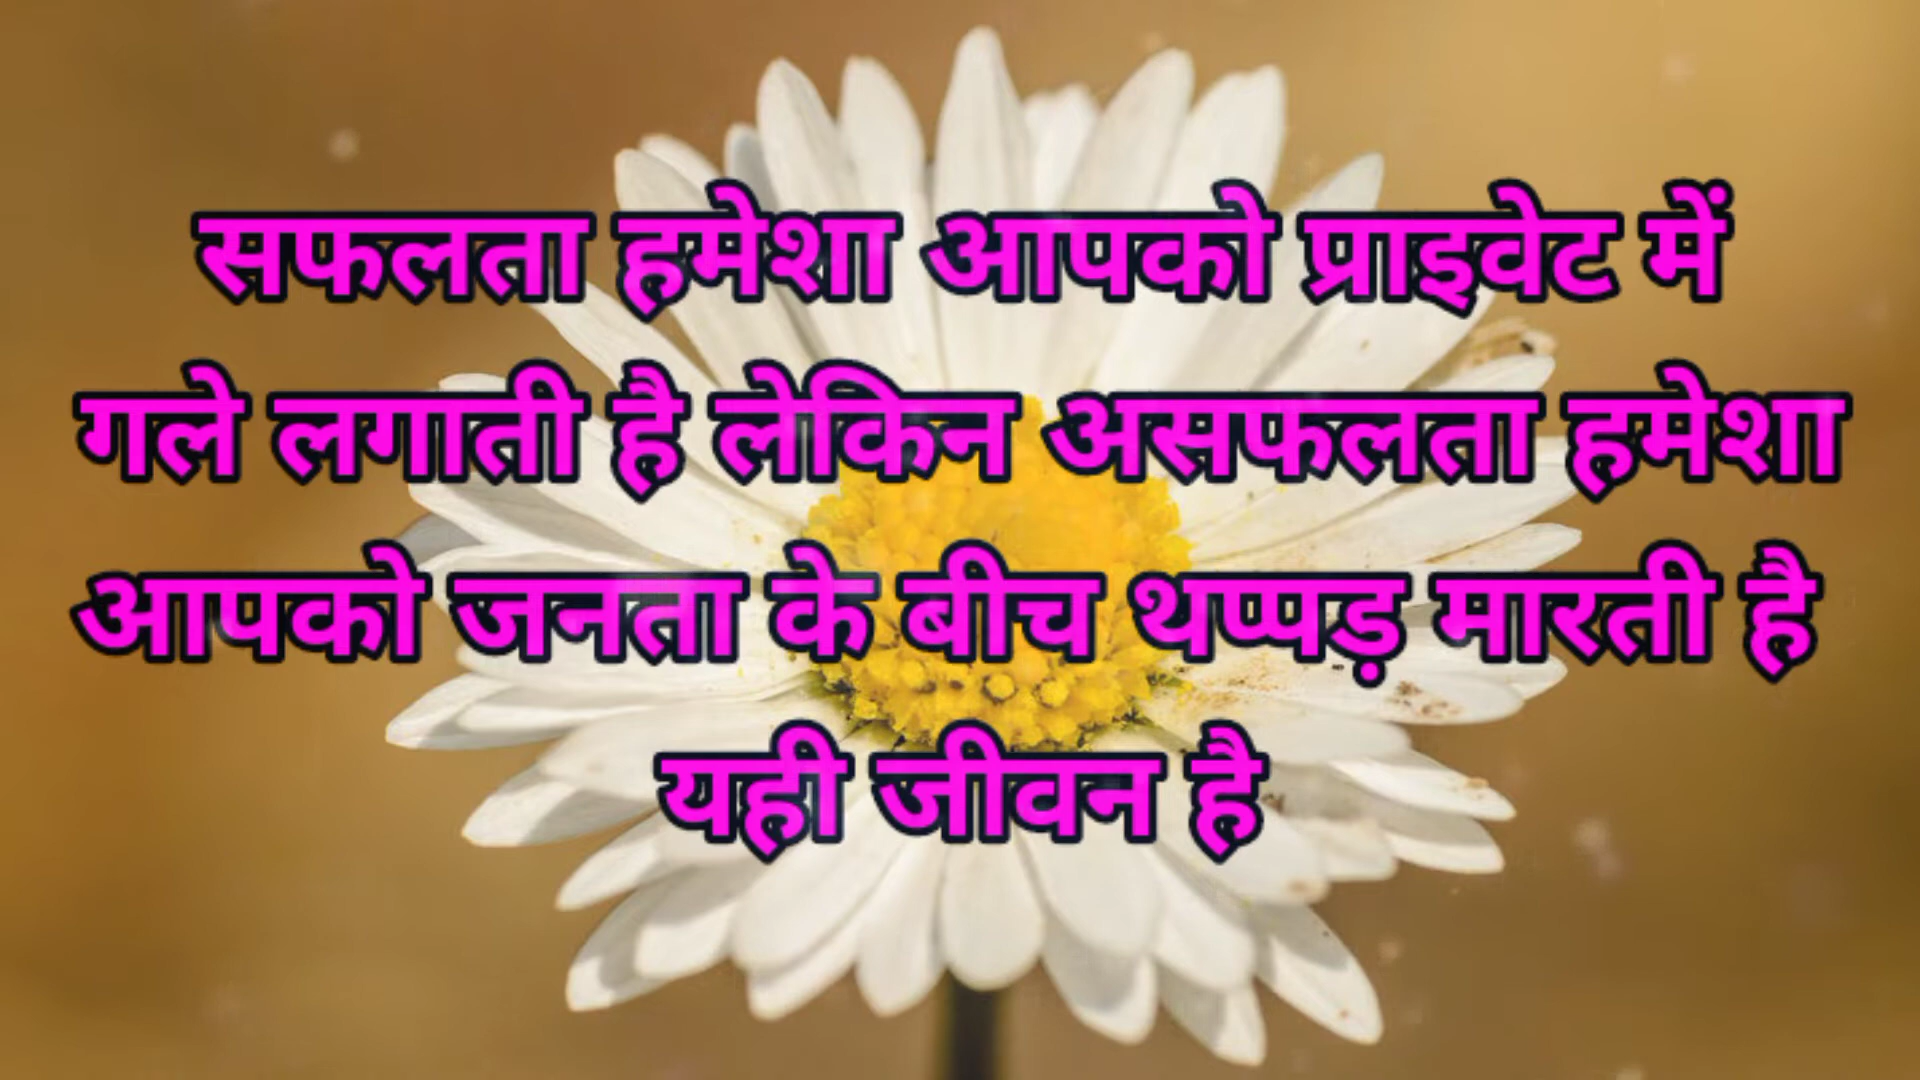 सफलता हमेशा आपको प्राइवेट में
गले लगाती है लेकिन असफलता हमेशा
आपको जनता के बीच थप्पड़ मारती है
यही जीवन है